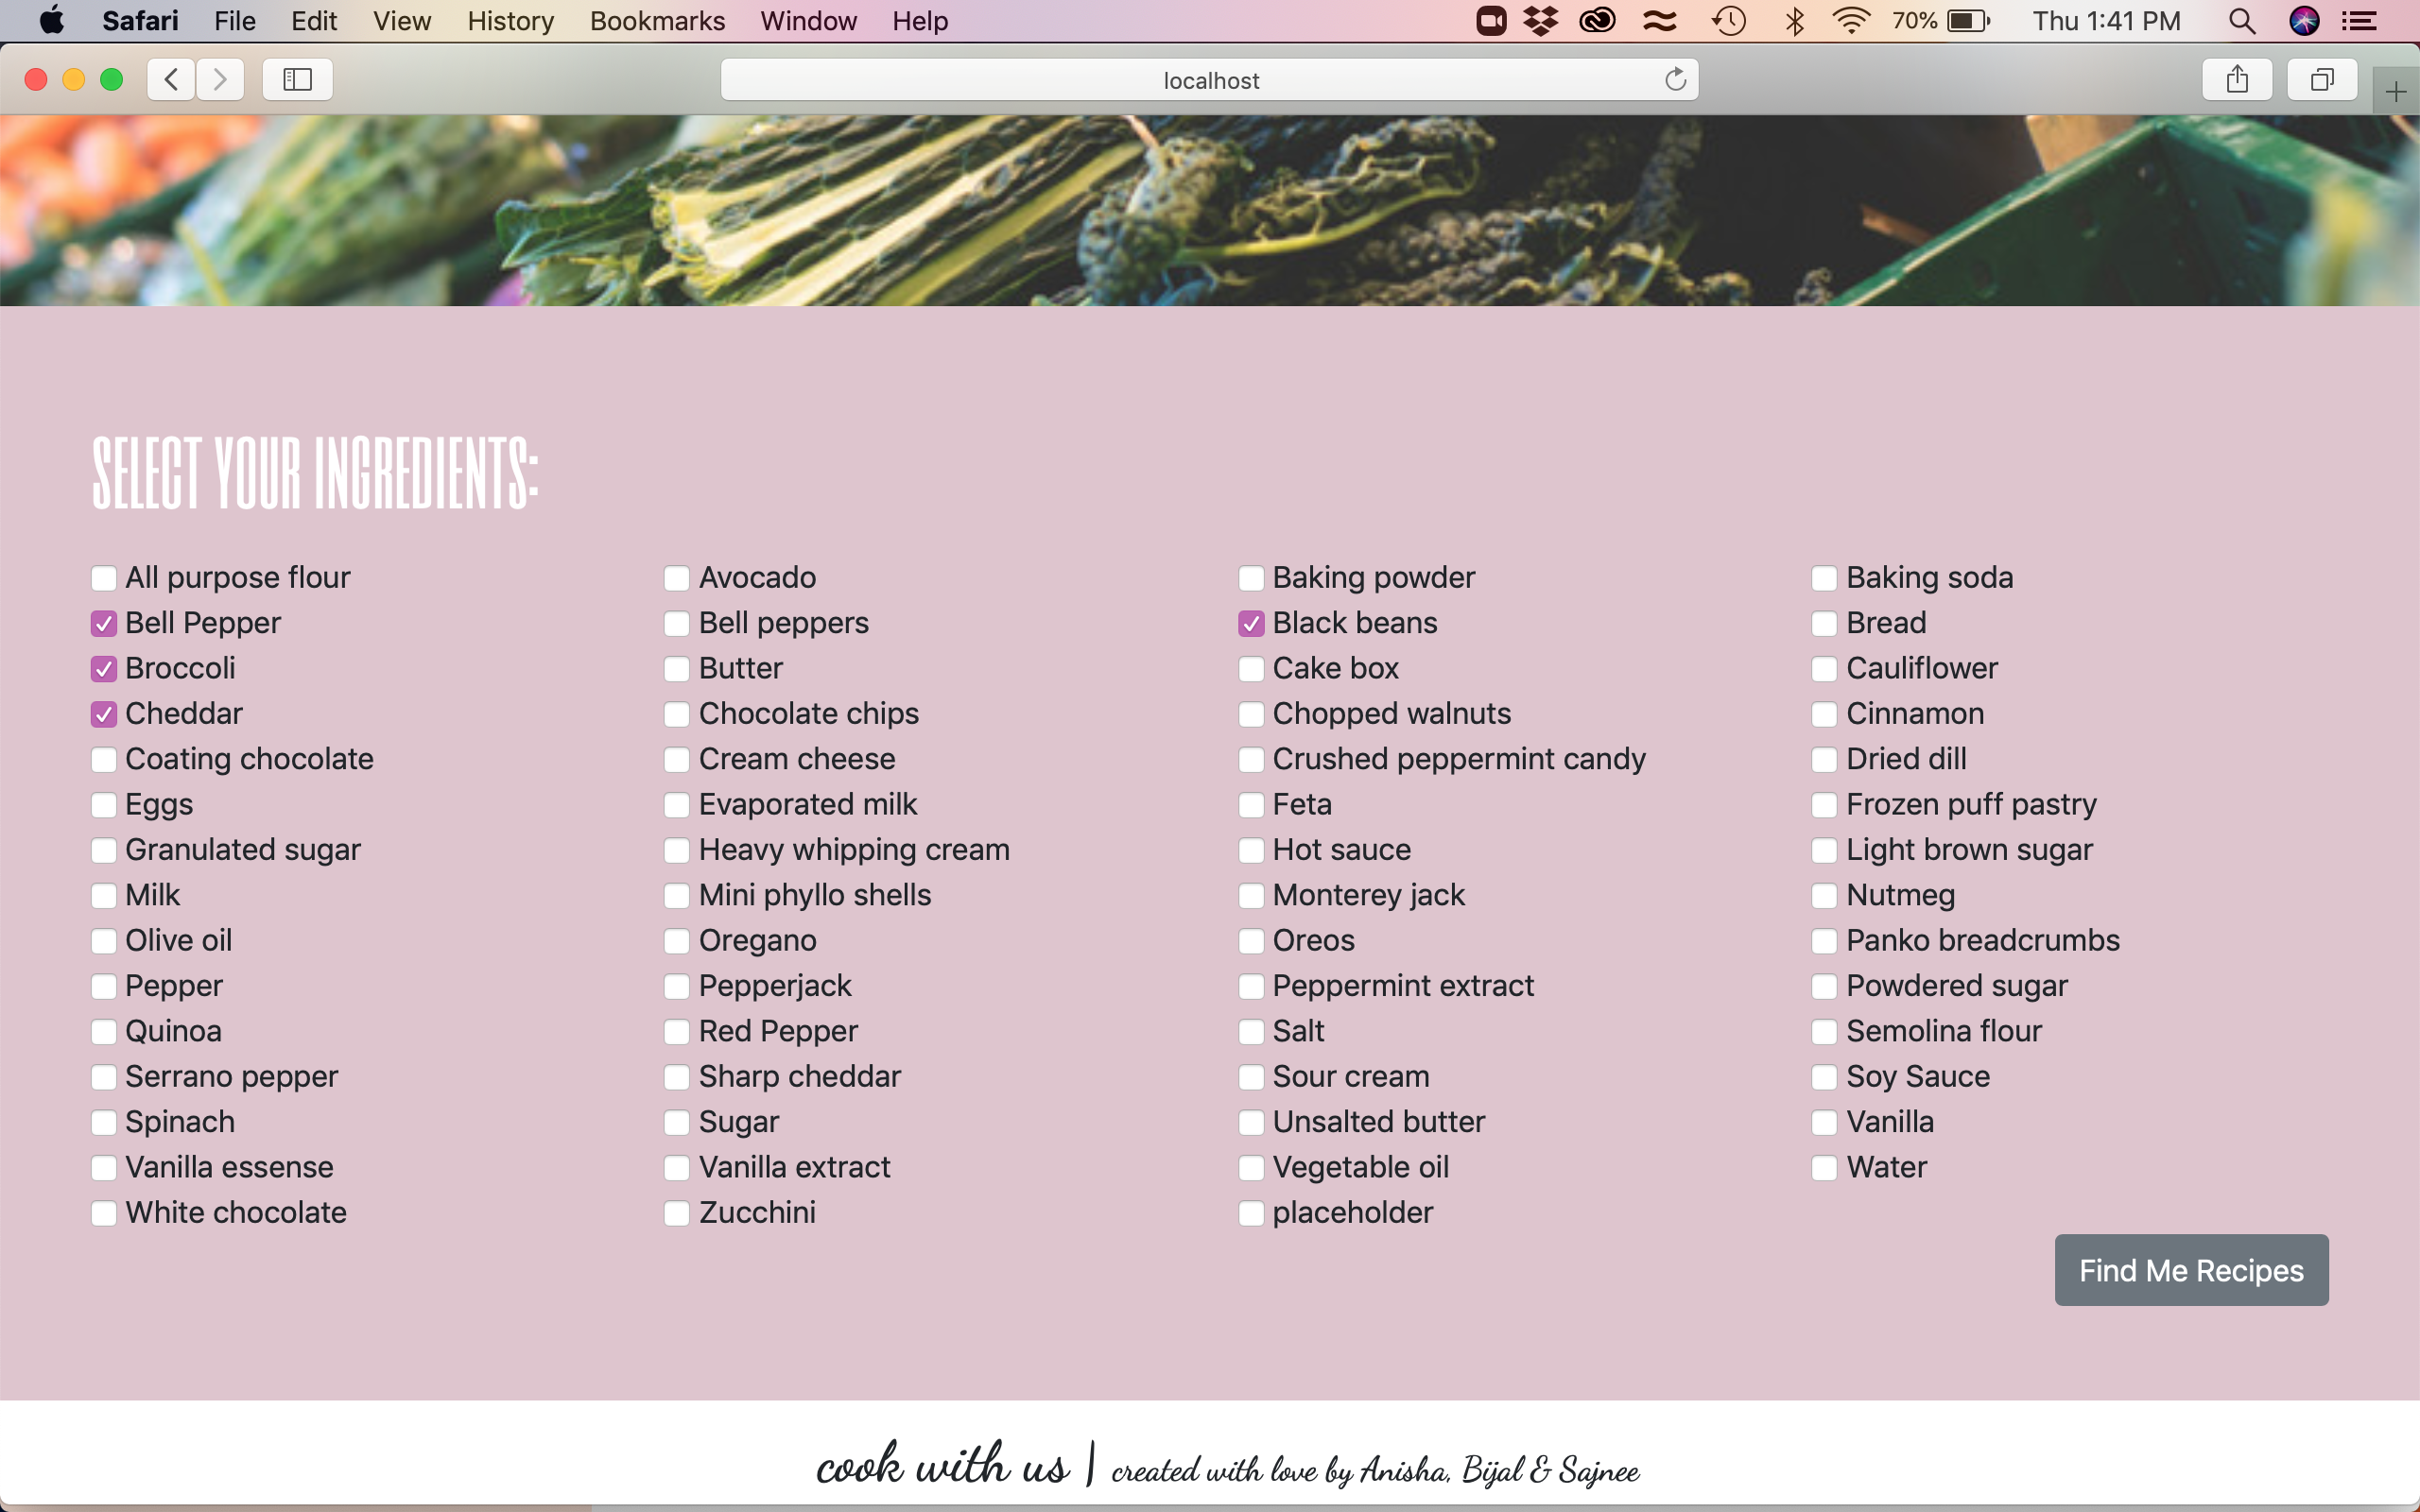 Safari File Edit View History Bookmarks Window Help 70% Thu 1:41 PM
localhost
SELECT YOUR INGREDIENTS:
All purpose flour Avocado Baking powder Baking soda
Bell Pepper Bell peppers Black beans Bread
Broccoli Butter Cake box Cauliflower
Cheddar Chocolate chips Chopped walnuts Cinnamon
Coating chocolate Cream cheese Crushed peppermint candy Dried dill
Eggs Evaporated milk Feta Frozen puff pastry
Granulated sugar Heavy whipping cream Hot sauce Light brown sugar
Milk Mini phyllo shells Monterey jack Nutmeg
Olive oil Oregano Oreos Panko breadcrumbs
Pepper Pepperjack Peppermint extract Powdered sugar
Quinoa Red Pepper Salt Semolina flour
Serrano pepper Sharp cheddar Sour cream Soy Sauce
Spinach Sugar Unsalted butter Vanilla
Vanilla essense Vanilla extract Vegetable oil Water
White chocolate Zucchini placeholder
Find Me Recipes
cook with us | created with love by Anisha, Bijal & Sajnee